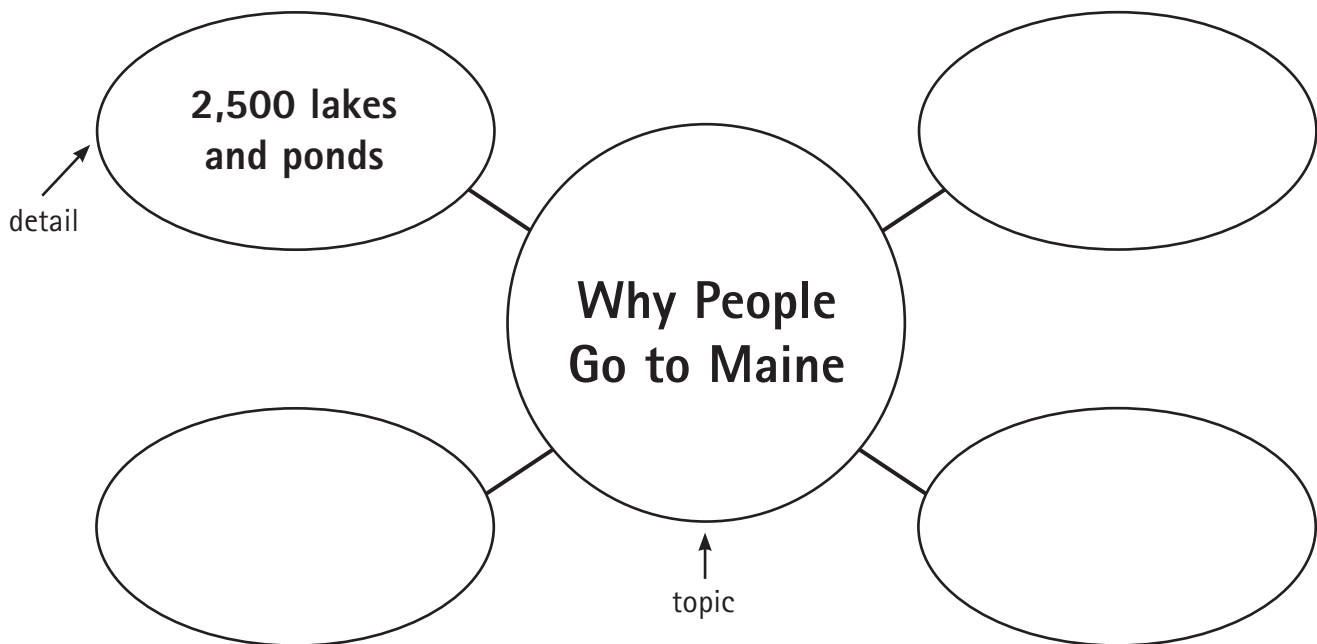 2,500 lakes
and ponds
detail
Why People
Go to Maine
topic